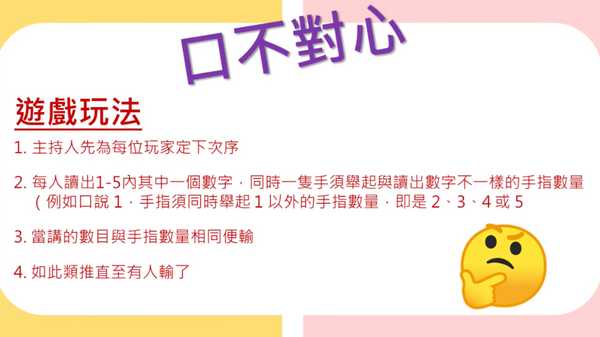 口不對心
遊戲玩法
1. 主持人先為每位玩家定下次序
2. 每人讀出1-5內其中一個數字，同時一隻手須舉起與讀出數字不一樣的手指數量
（例如口說 1，手指須同時舉起 1 以外的手指數量，即是 2、3、4 或 5
3. 當講的數目與手指數量相同便輸
4. 如此類推直至有人輸了